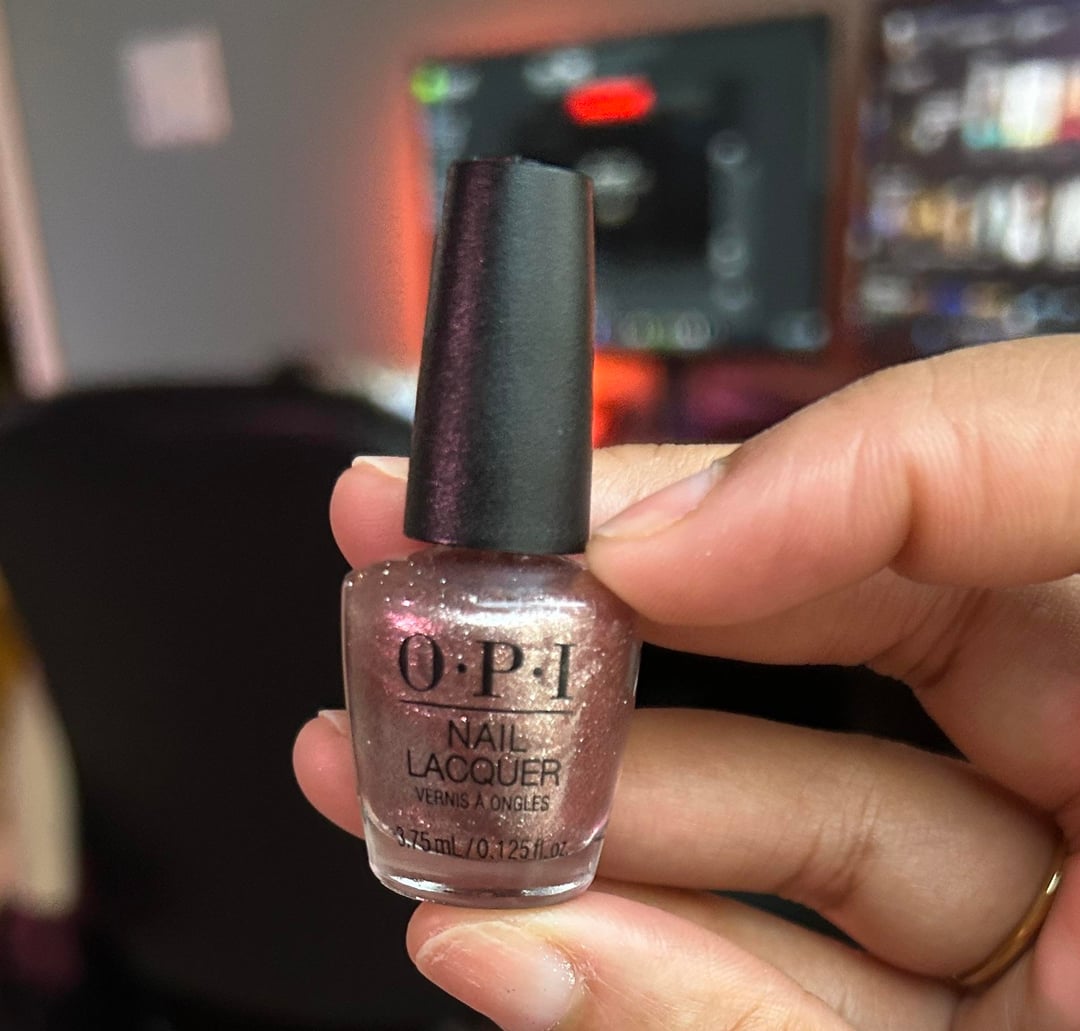 O·P·I
NAIL
LACQUER
VERNIS À ONGLES
3.75 mL / 0.125 fl. oz.